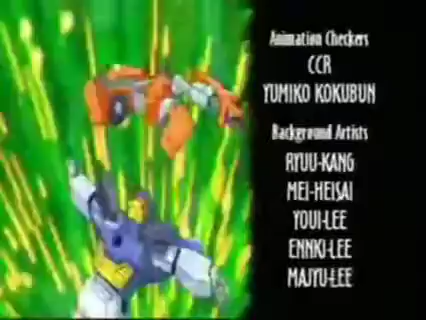 Animation Checkers
CCR
YUMIKO KOKUBUN
Background Artists
RYUU-KANG
MEI-HEISAI
YOUI-LEE
ENNKI-LEE
MAJYU-LEE